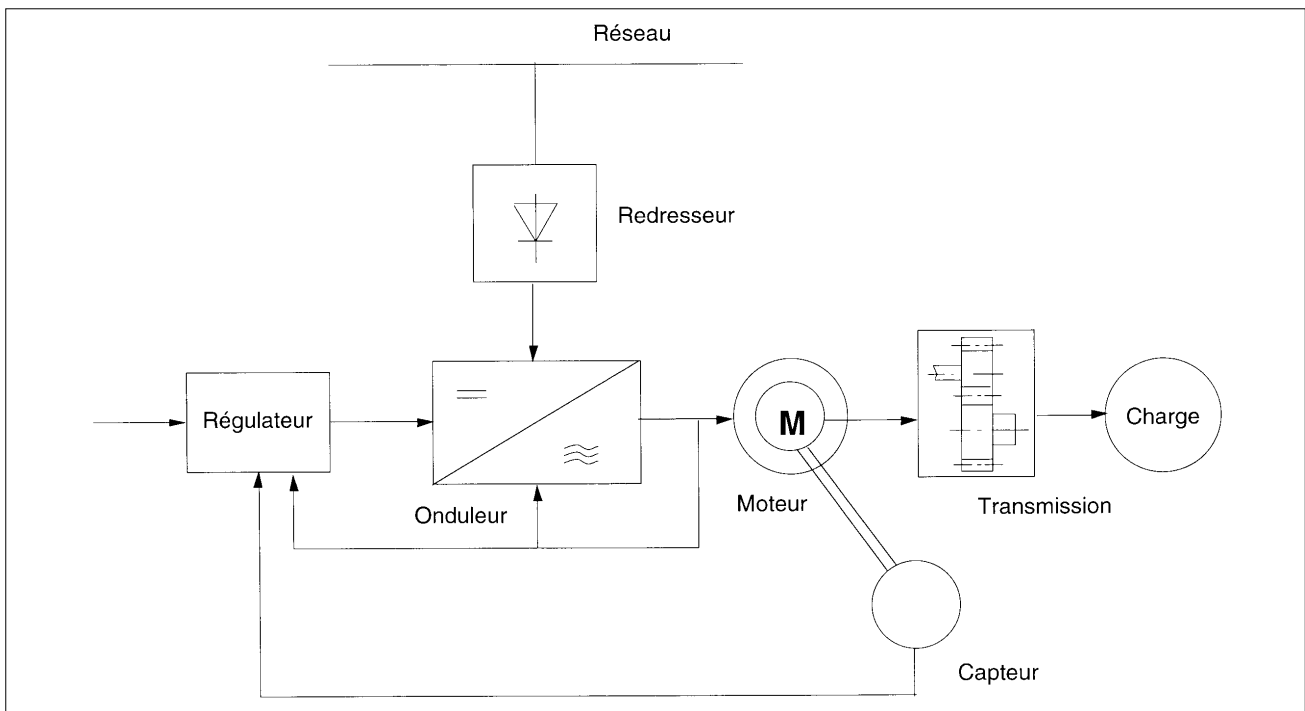 Réseau
Redresseur
Régulateur
M
Charge
Onduleur
Moteur
Transmission
Capteur